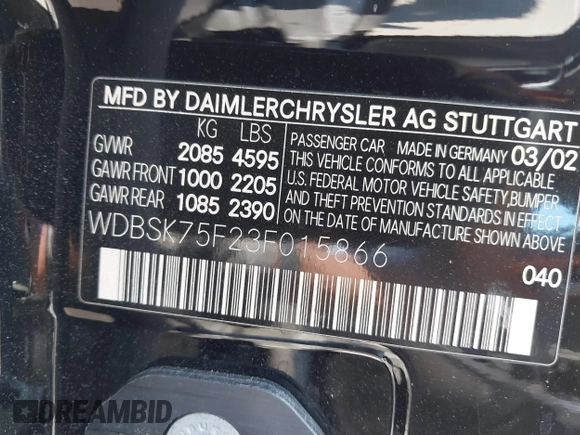 MFD BY DAIMLERCHRYSLER AG STUTTGART
KG LBS
GVWR 2085 4595
GAWR FRONT 1000 2205
GAWR REAR 1085 2390
PASSENGER CAR MADE IN GERMANY 03/02
THIS VEHICLE CONFORMS TO ALL APPLICABLE
U.S. FEDERAL MOTOR VEHICLE SAFETY, BUMPER
AND THEFT PREVENTION STANDARDS IN EFFECT
ON THE DATE OF MANUFACTURE SHOWN ABOVE
WDBSK75F23F015866
040
DREAMBID